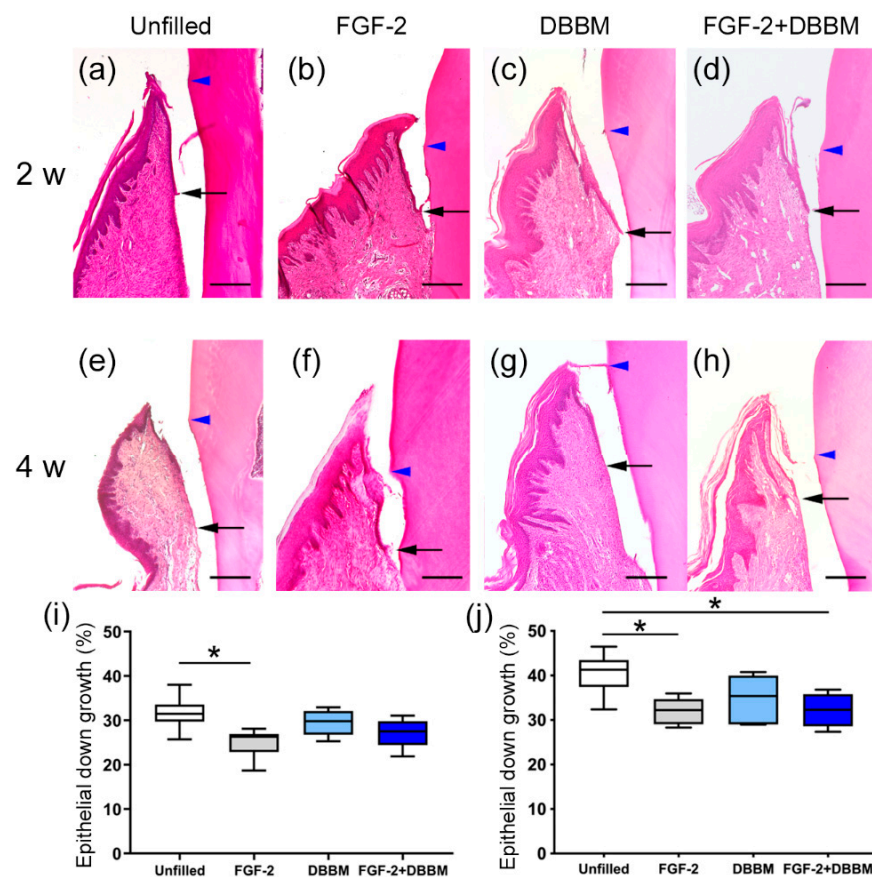 Unfilled FGF-2 DBBM FGF-2+DBBM
(a) (b) (c) (d)
2 w
(e) (f) (g) (h)
4 w
(i)
*
Epithelial down growth (%)
50
40
30
20
10
0
Unfilled FGF-2 DBBM FGF-2+DBBM
(j)
*
*
Epithelial down growth (%)
50
40
30
20
10
0
Unfilled FGF-2 DBBM FGF-2+DBBM